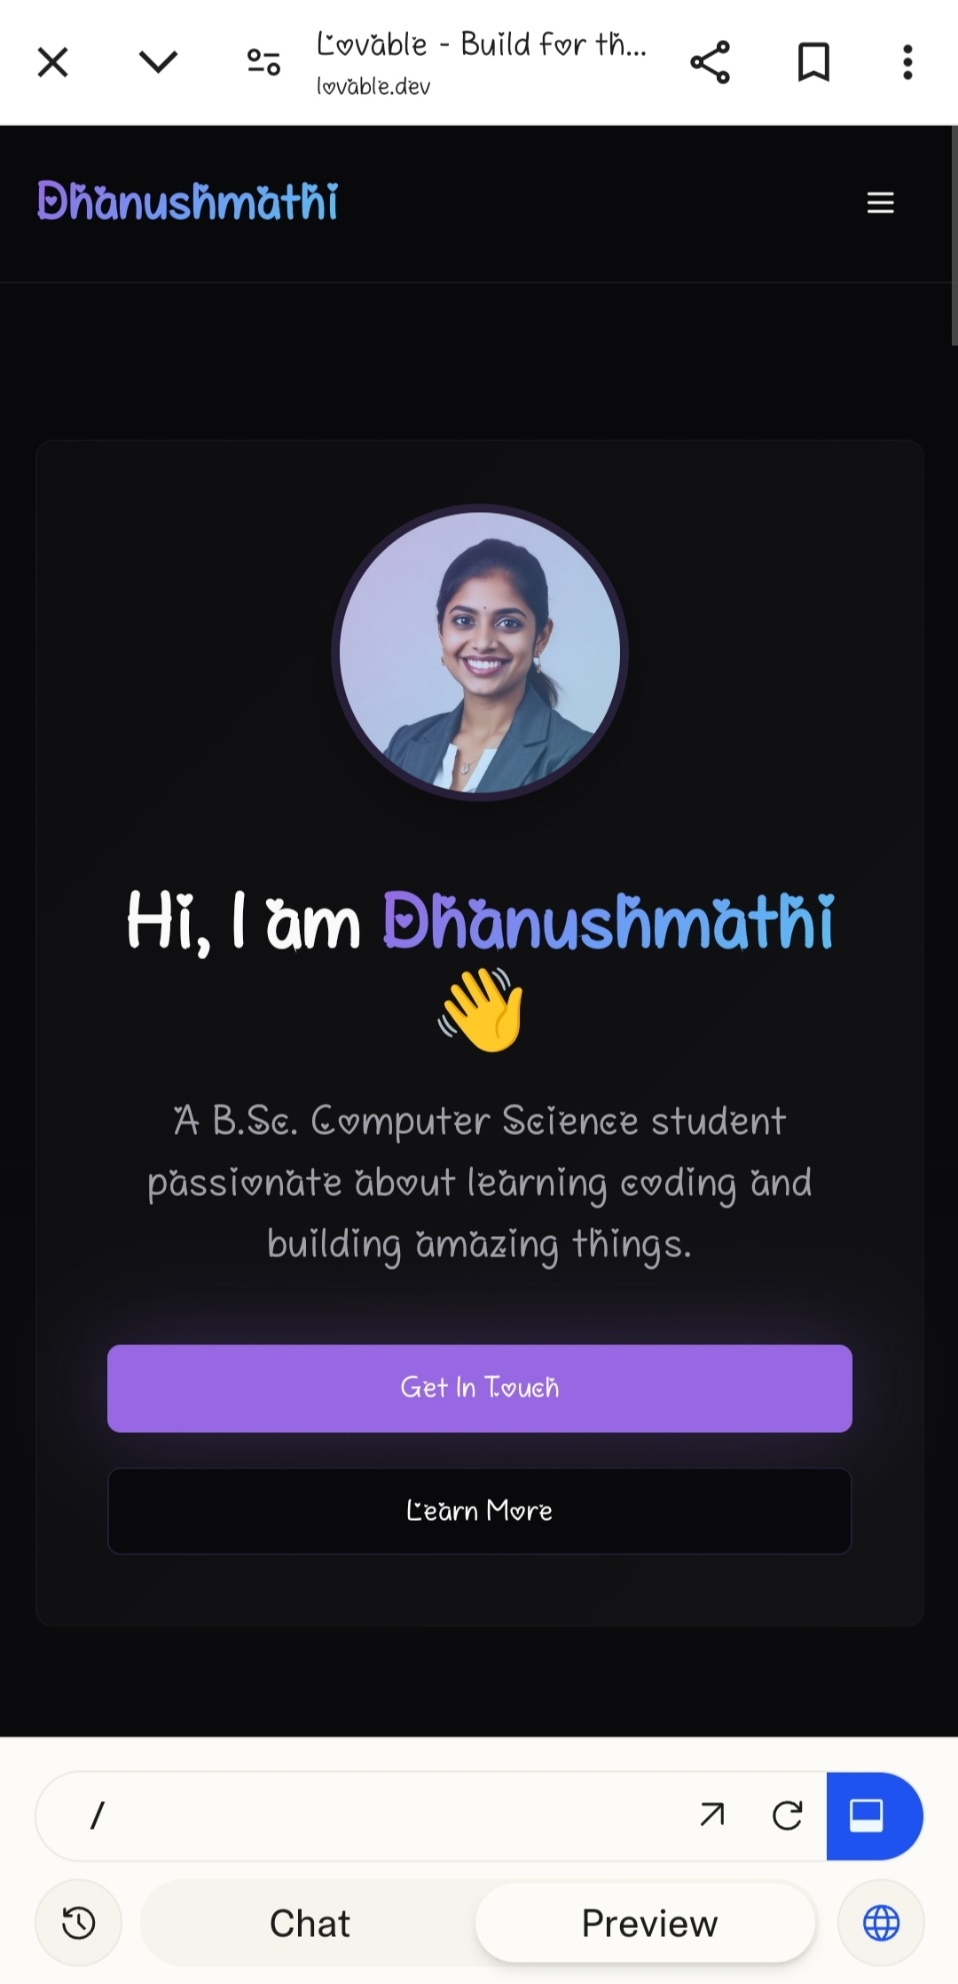 Lovable - Build for th...
lovable.dev
Dhanushmathi
Hi, I am Dhanushmathi
👋
A B.Sc. Computer Science student
passionate about learning coding and
building amazing things.
Get In Touch
Learn More
/
Chat
Preview